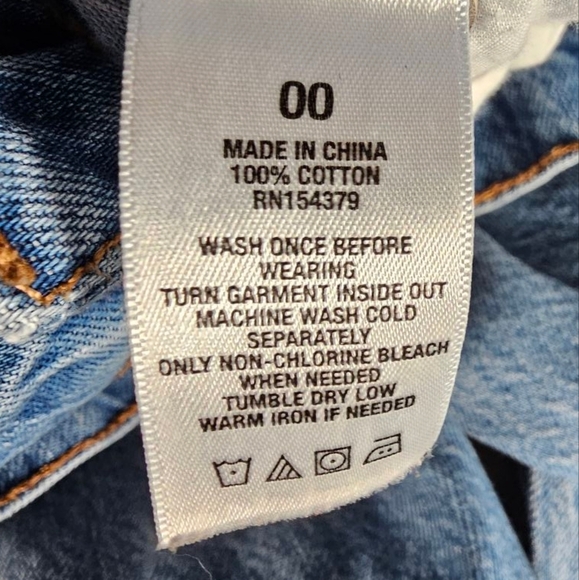 00
MADE IN CHINA
100% COTTON
RN154379
WASH ONCE BEFORE
WEARING
TURN GARMENT INSIDE OUT
MACHINE WASH COLD
SEPARATELY
ONLY NON-CHLORINE BLEACH
WHEN NEEDED
TUMBLE DRY LOW
WARM IRON IF NEEDED